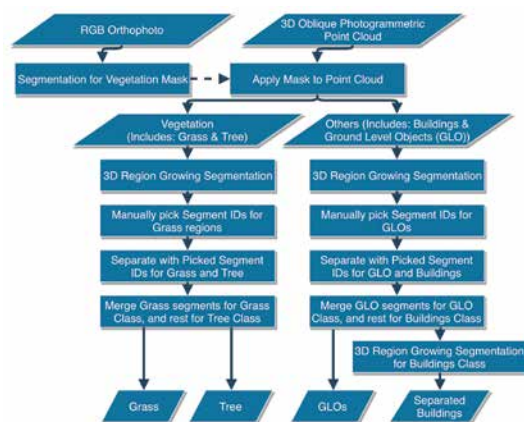 RGB Orthophoto
3D Oblique Photogrammetric
Point Cloud
Segmentation for Vegetation Mask
Apply Mask to Point Cloud
Vegetation
(Includes: Grass & Tree)
Others (Includes: Buildings &
Ground Level Objects (GLO))
3D Region Growing Segmentation
3D Region Growing Segmentation
Manually pick Segment IDs for
Grass regions
Manually pick Segment IDs for
GLOs
Separate with Picked Segment
IDs for Grass and Tree
Separate with Picked Segment
IDs for GLO and Buildings
Merge Grass segments for Grass
Class, and rest for Tree Class
Merge GLO segments for GLO
Class, and rest for Buildings Class
3D Region Growing Segmentation
for Buildings Class
Grass
Tree
GLOs
Separated
Buildings